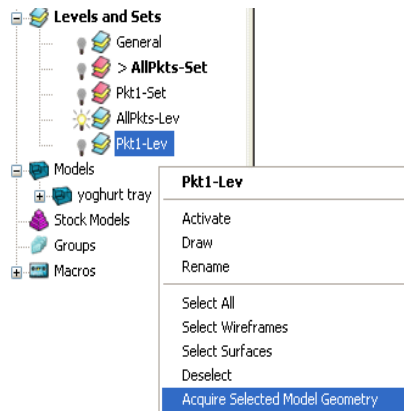 Levels and Sets
General
> AllPkts-Set
Pkt1-Set
AllPkts-Lev
Pkt1-Lev
Models
yoghurt tray
Stock Models
Groups
Macros
Pkt1-Lev
Activate
Draw
Rename
Select All
Select Wireframes
Select Surfaces
Deselect
Acquire Selected Model Geometry